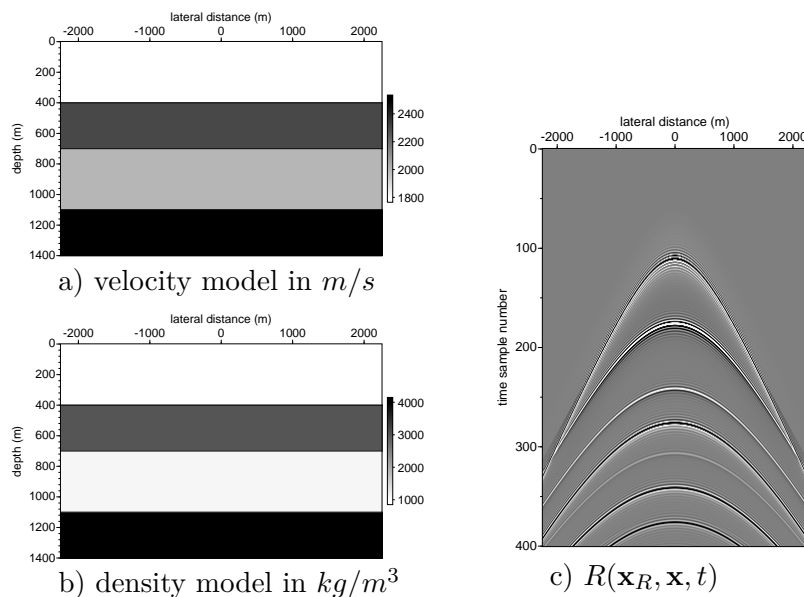 lateral distance (m)
-2000 -1000 0 1000 2000
0
200
400
600
800
1000
1200
1400
depth (m)
2400
2200
2000
1800
a) velocity model in m/s
lateral distance (m)
-2000 -1000 0 1000 2000
0
200
400
600
800
1000
1200
1400
depth (m)
4000
3000
2000
1000
b) density model in kg/m³
lateral distance (m)
-2000 -1000 0 1000 2000
0
100
200
300
400
time sample number
c) R(x_R, x, t)